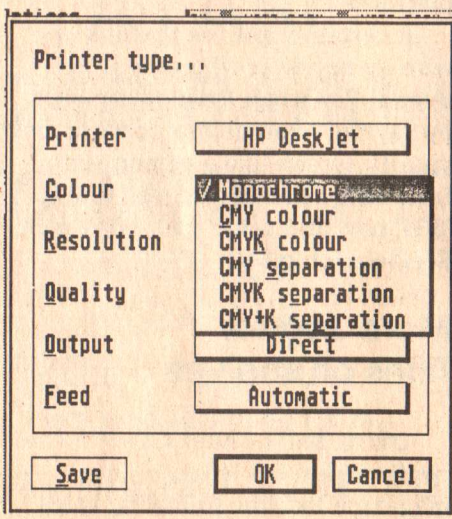 Printer type...
Printer HP Deskjet
Colour √ Monochrome
CMY colour
Resolution CMYK colour
CMY separation
Quality CMYK separation
CMY+K separation
Output Direct
Feed Automatic
Save OK Cancel